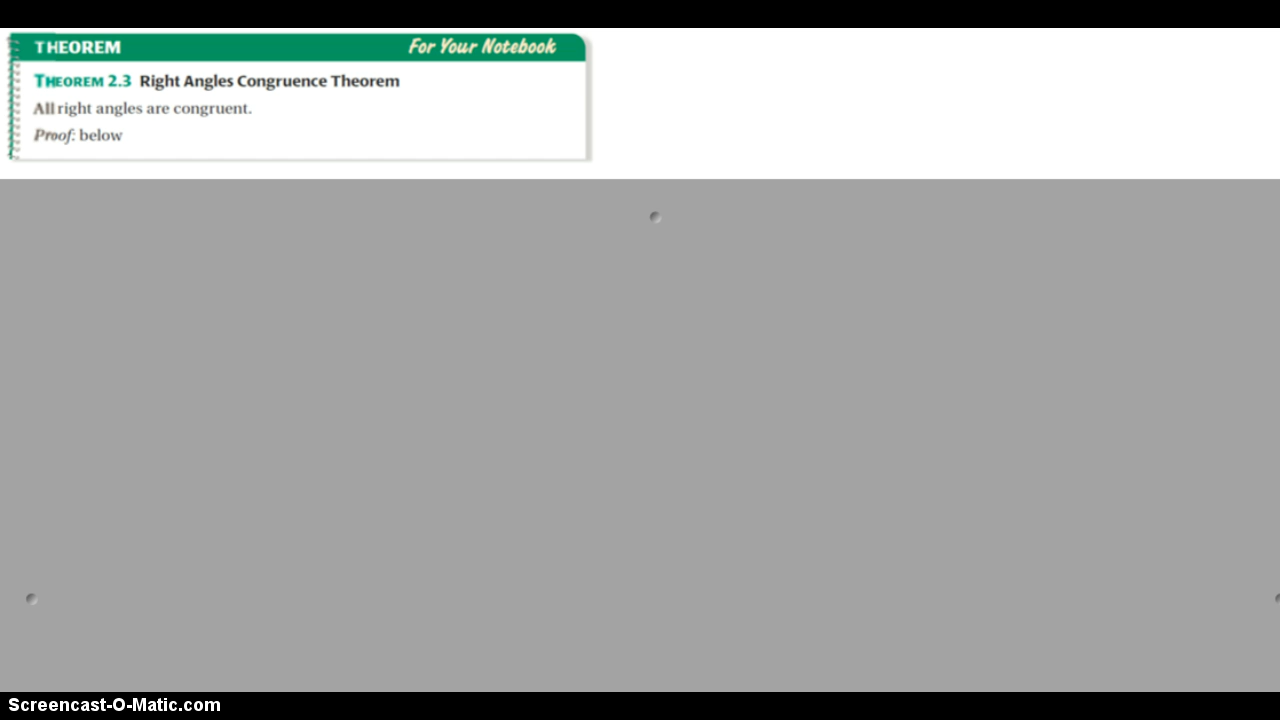 THEOREM For Your Notebook
THEOREM 2.3 Right Angles Congruence Theorem
All right angles are congruent.
Proof: below
Screencast-O-Matic.com